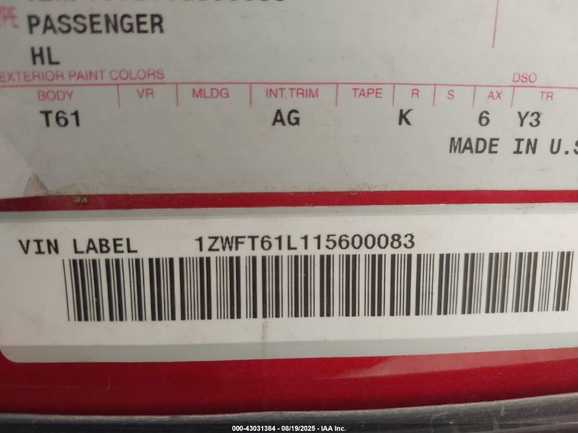 TYPE
PASSENGER
HL
EXTERIOR PAINT COLORS DSO
BODY VR MLDG INT.TRIM TAPE R S AX TR
T61 AG K 6 Y3
MADE IN U.S
VIN LABEL 1ZWFT61L115600083
000-43031384 - 08/19/2025 - IAA Inc.